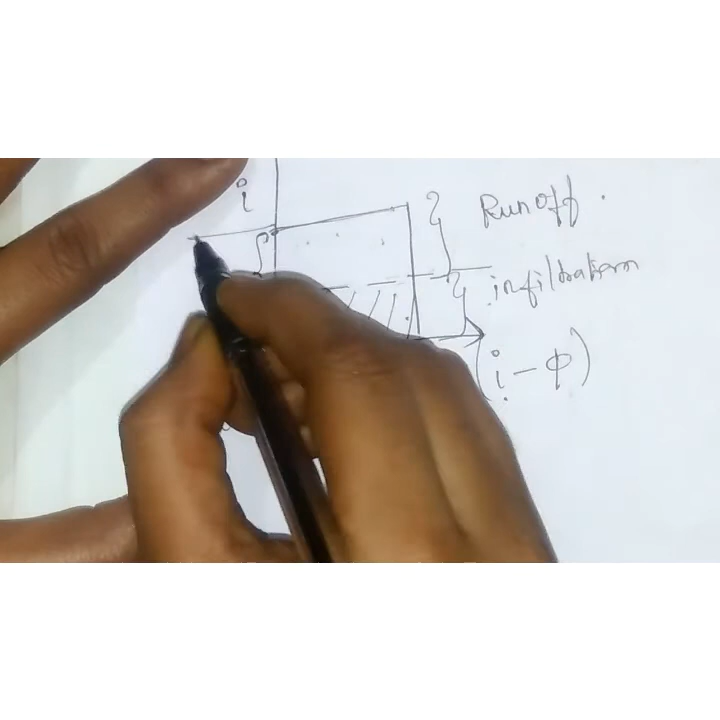 i
Runoff.
infiltration
(i - φ)